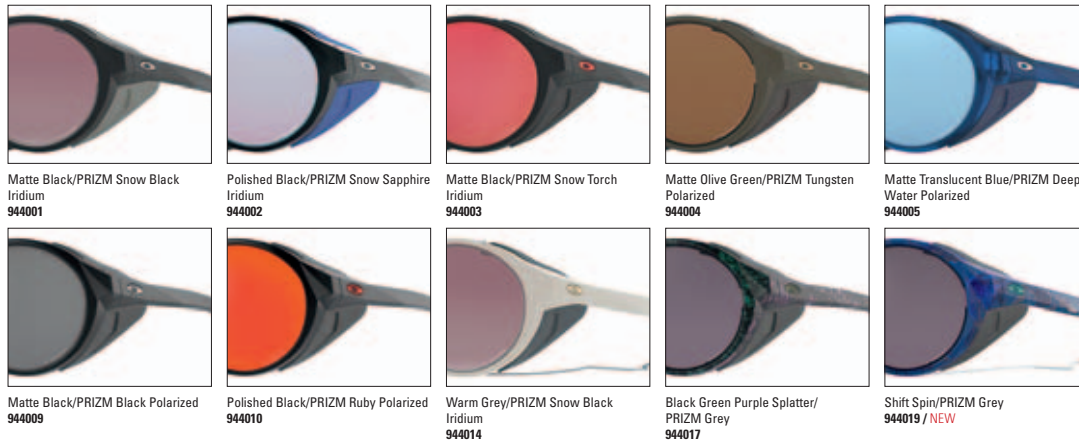 Matte Black/PRIZM Snow Black
Iridium
944001
Polished Black/PRIZM Snow Sapphire
Iridium
944002
Matte Black/PRIZM Snow Torch
Iridium
944003
Matte Olive Green/PRIZM Tungsten
Polarized
944004
Matte Translucent Blue/PRIZM Deep
Water Polarized
944005
Matte Black/PRIZM Black Polarized
944009
Polished Black/PRIZM Ruby Polarized
944010
Warm Grey/PRIZM Snow Black
Iridium
944014
Black Green Purple Splatter/
PRIZM Grey
944017
Shift Spin/PRIZM Grey
944019 / NEW